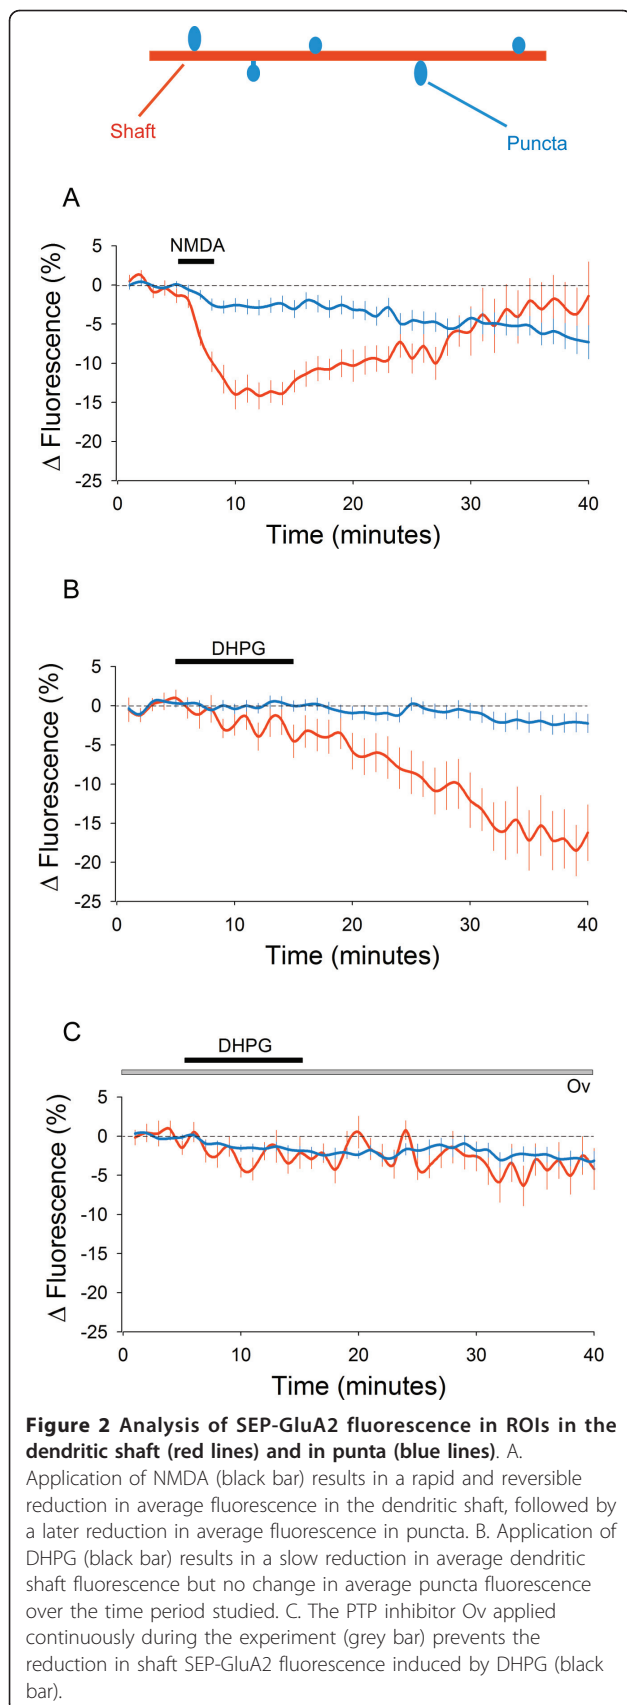 Shaft
Puncta
A
NMDA
5
0
-5
-10
-15
-20
-25
Δ Fluorescence (%)
0 10 20 30 40
Time (minutes)
B
DHPG
5
0
-5
-10
-15
-20
-25
Δ Fluorescence (%)
0 10 20 30 40
Time (minutes)
C
DHPG
Ov
5
0
-5
-10
-15
-20
-25
Δ Fluorescence (%)
0 10 20 30 40
Time (minutes)
Figure 2 Analysis of SEP-GluA2 fluorescence in ROIs in the
dendritic shaft (red lines) and in punta (blue lines). A.
Application of NMDA (black bar) results in a rapid and reversible
reduction in average fluorescence in the dendritic shaft, followed by
a later reduction in average fluorescence in puncta. B. Application of
DHPG (black bar) results in a slow reduction in average dendritic
shaft fluorescence but no change in average puncta fluorescence
over the time period studied. C. The PTP inhibitor Ov applied
continuously during the experiment (grey bar) prevents the
reduction in shaft SEP-GluA2 fluorescence induced by DHPG (black
bar).